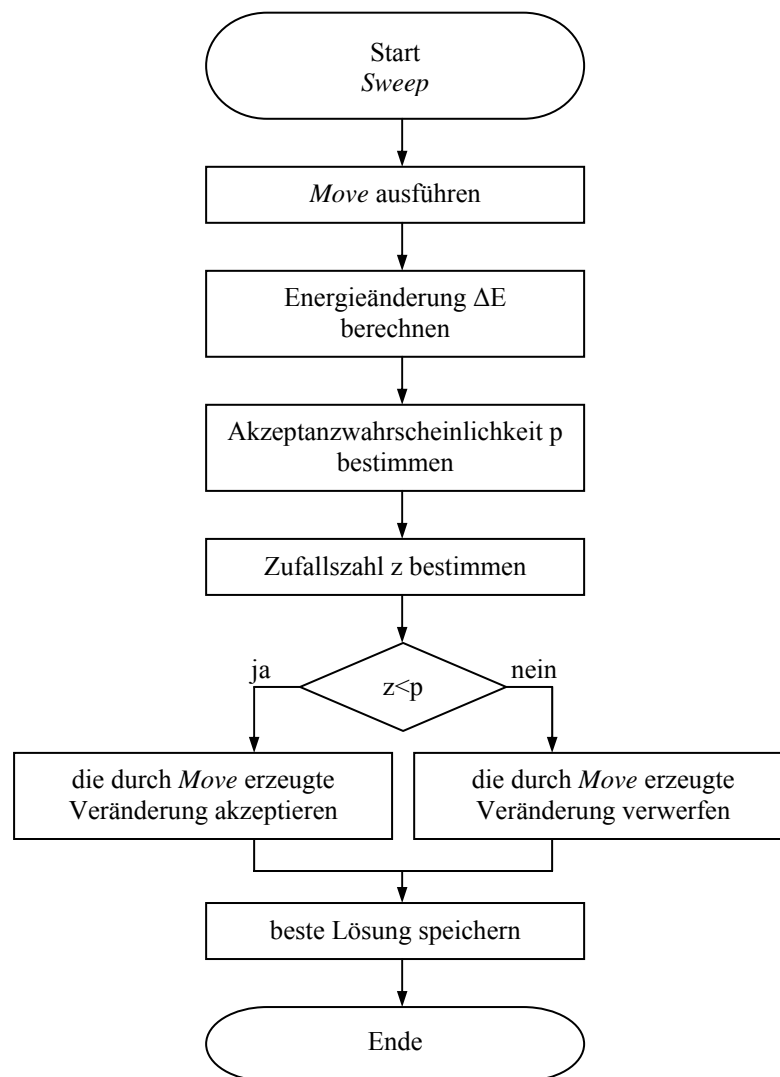 Start
Sweep
Move ausführen
Energieänderung ΔE
berechnen
Akzeptanzwahrscheinlichkeit p
bestimmen
Zufallszahl z bestimmen
ja
z<p
nein
die durch Move erzeugte
Veränderung akzeptieren
die durch Move erzeugte
Veränderung verwerfen
beste Lösung speichern
Ende